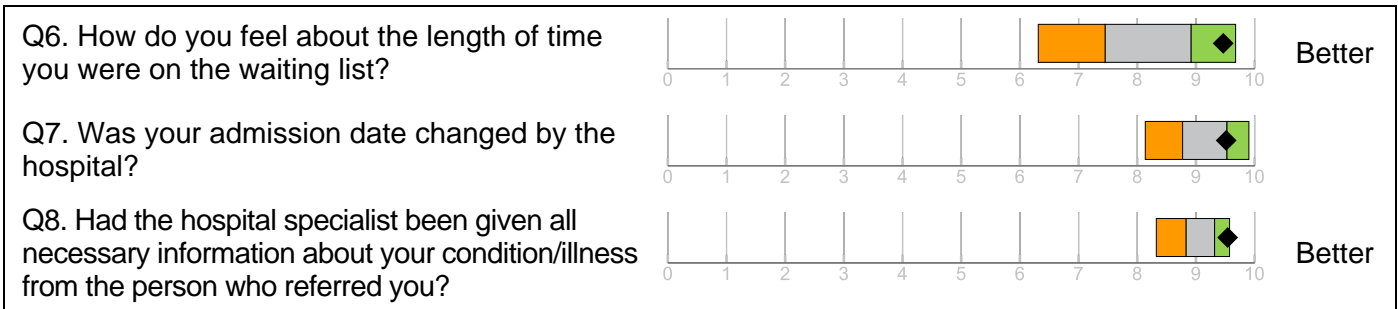 Q6. How do you feel about the length of time
you were on the waiting list?
0 1 2 3 4 5 6 7 8 9 10
Better
Q7. Was your admission date changed by the
hospital?
0 1 2 3 4 5 6 7 8 9 10
Q8. Had the hospital specialist been given all
necessary information about your condition/illness
from the person who referred you?
0 1 2 3 4 5 6 7 8 9 10
Better